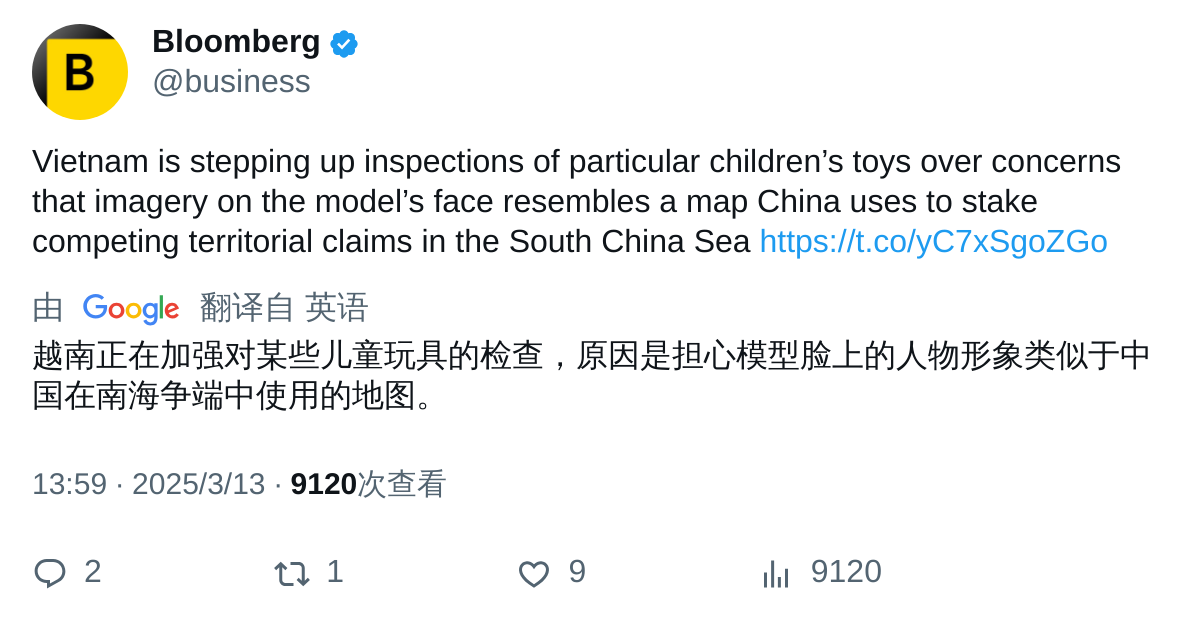 B
Bloomberg
@business
Vietnam is stepping up inspections of particular children’s toys over concerns
that imagery on the model’s face resembles a map China uses to stake
competing territorial claims in the South China Sea https://t.co/yC7xSgoZGo
由 Google 翻译自 英语
越南正在加强对某些儿童玩具的检查，原因是担心模型脸上的人物形象类似于中
国在南海争端中使用的地图。
13:59 · 2025/3/13 · 9120次查看
2 1 9 9120